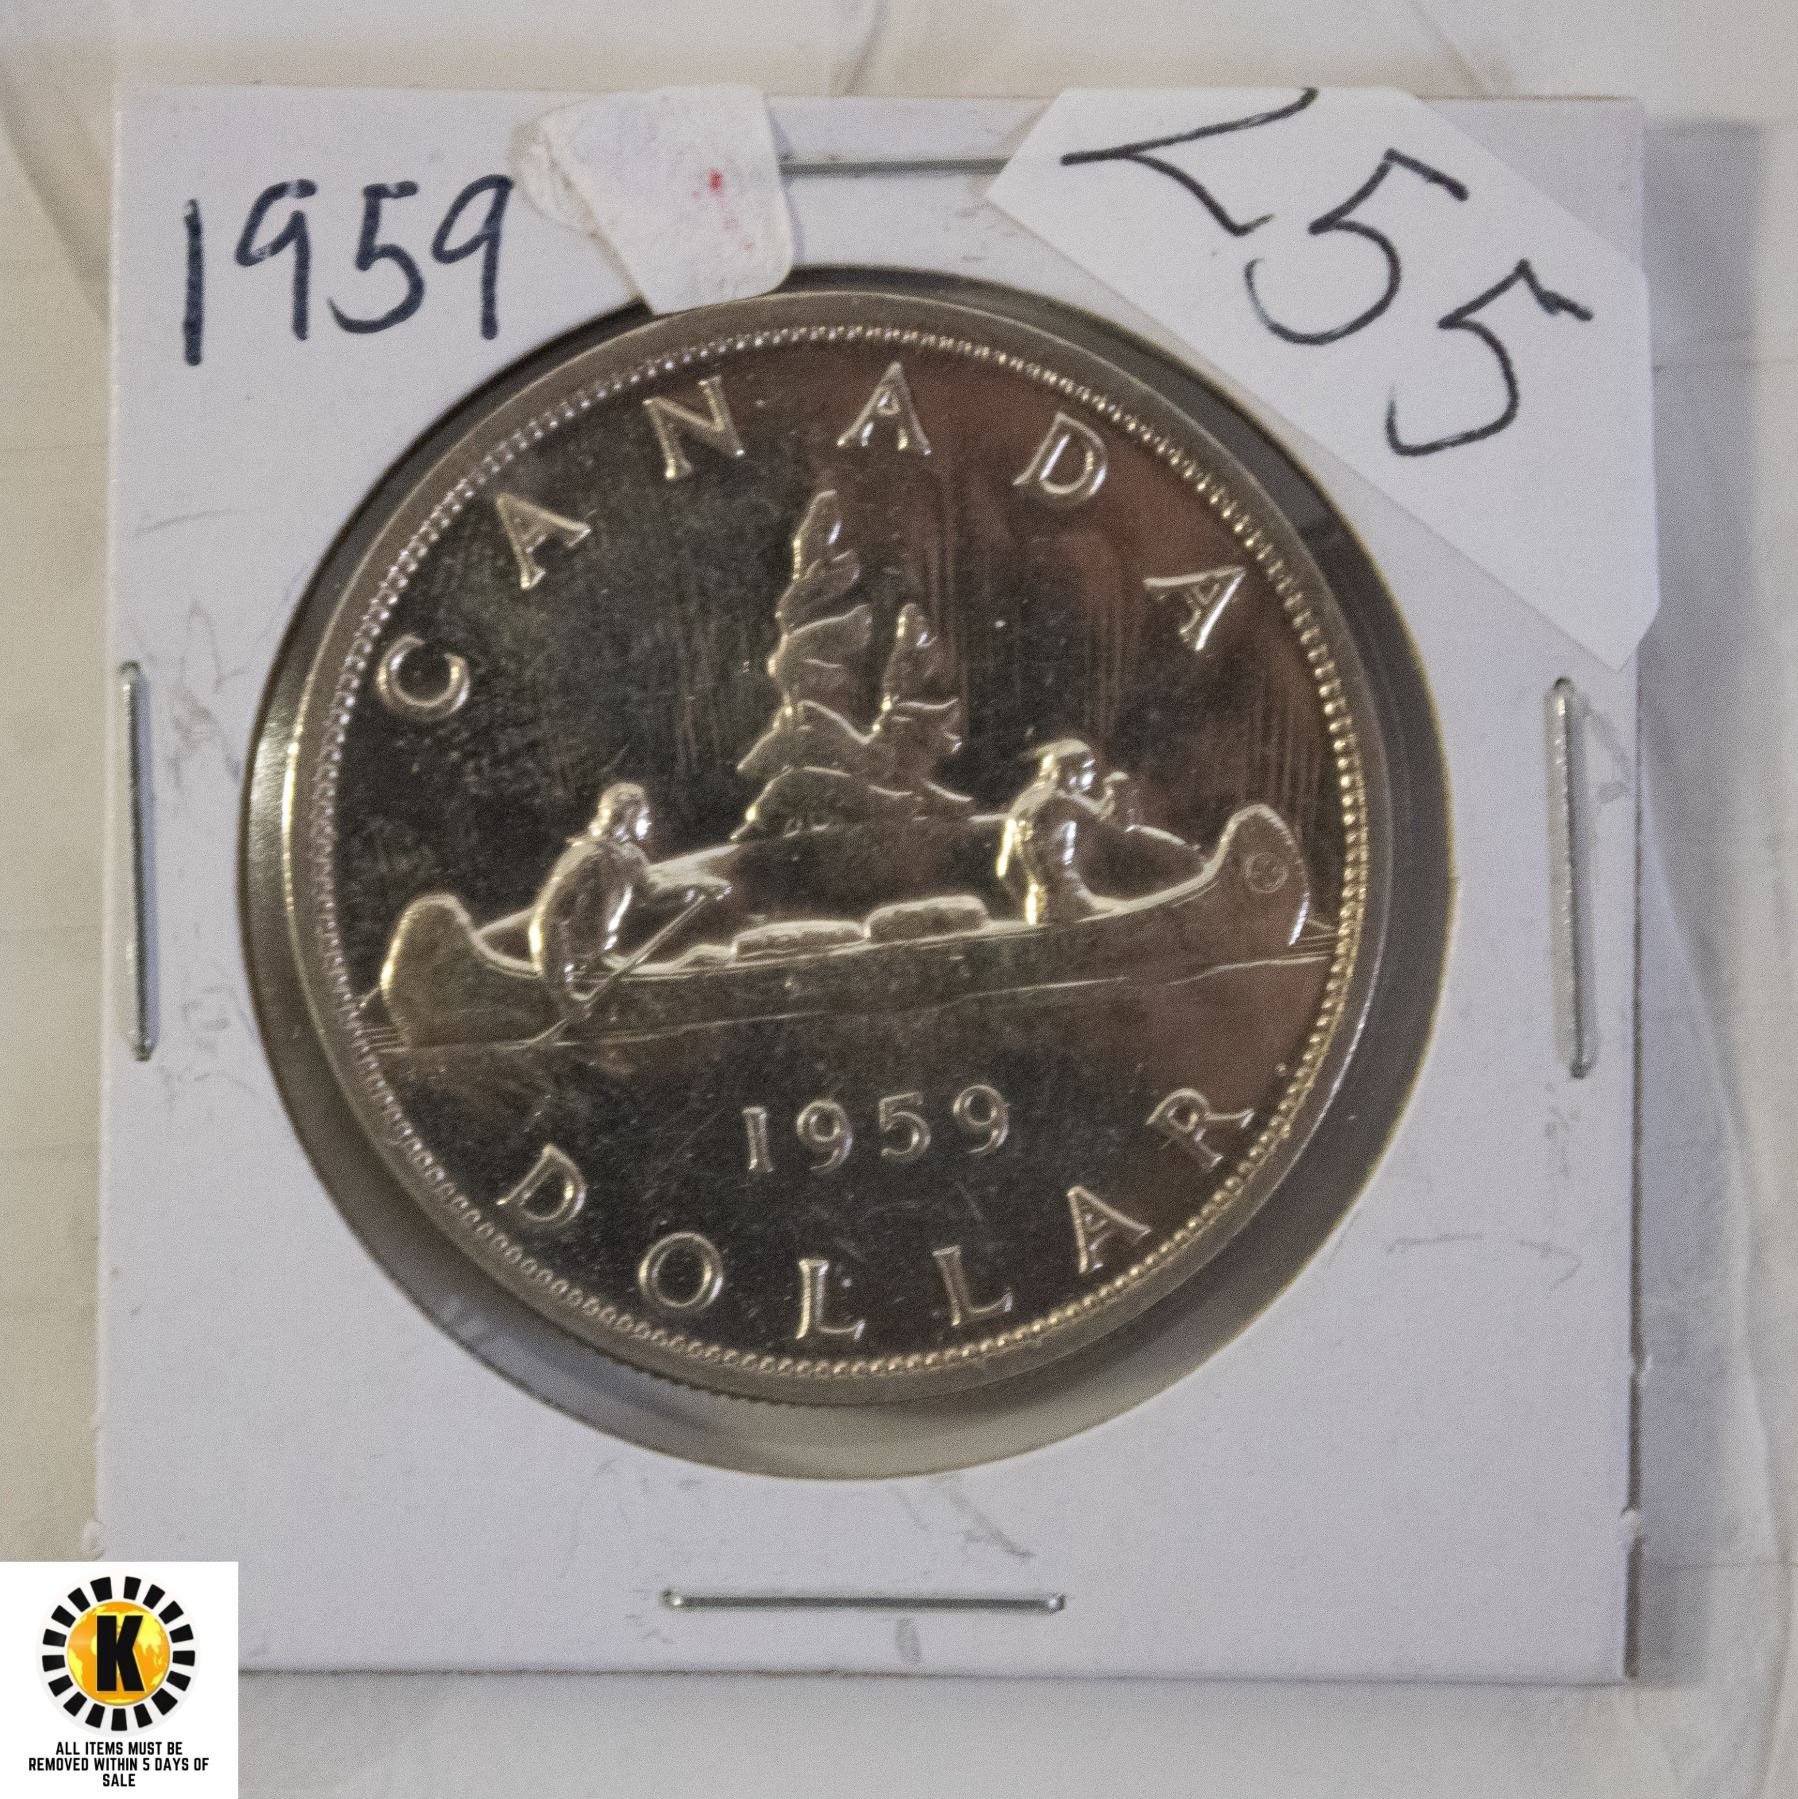 1959
255
CANADA
1959
DOLLAR
K
ALL ITEMS MUST BE
REMOVED WITHIN 5 DAYS OF
SALE